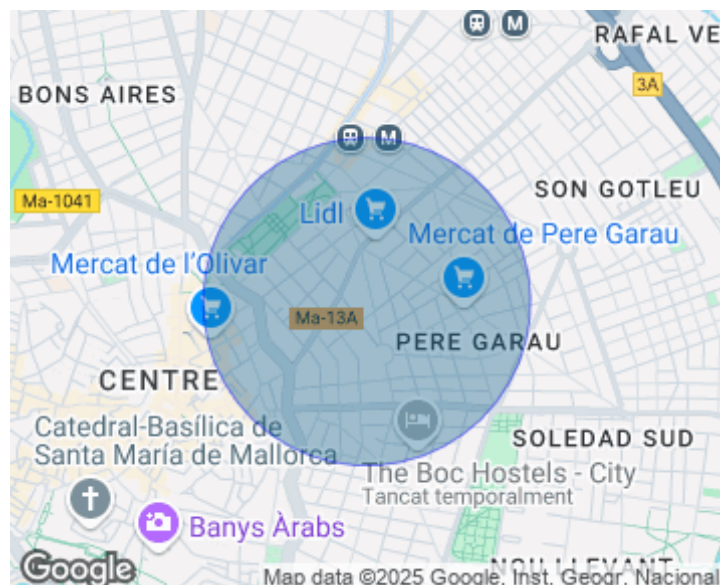 M
RAFAL VE
3A
BONS AIRES
M
Ma-1041
SON GOTLEU
Lidl
Mercat de Pere Garau
Mercat de l'Olivar
Ma-13A
PERE GARAU
CENTRE
Catedral-Basílica de
Santa María de Mallorca
SOLEDAD SUD
The Boc Hostels - City
Tancat temporalment
Banys Àrabs
NOU LLEVANT
Google
Map data ©2025 Google, Inst. Geogr. Nacional